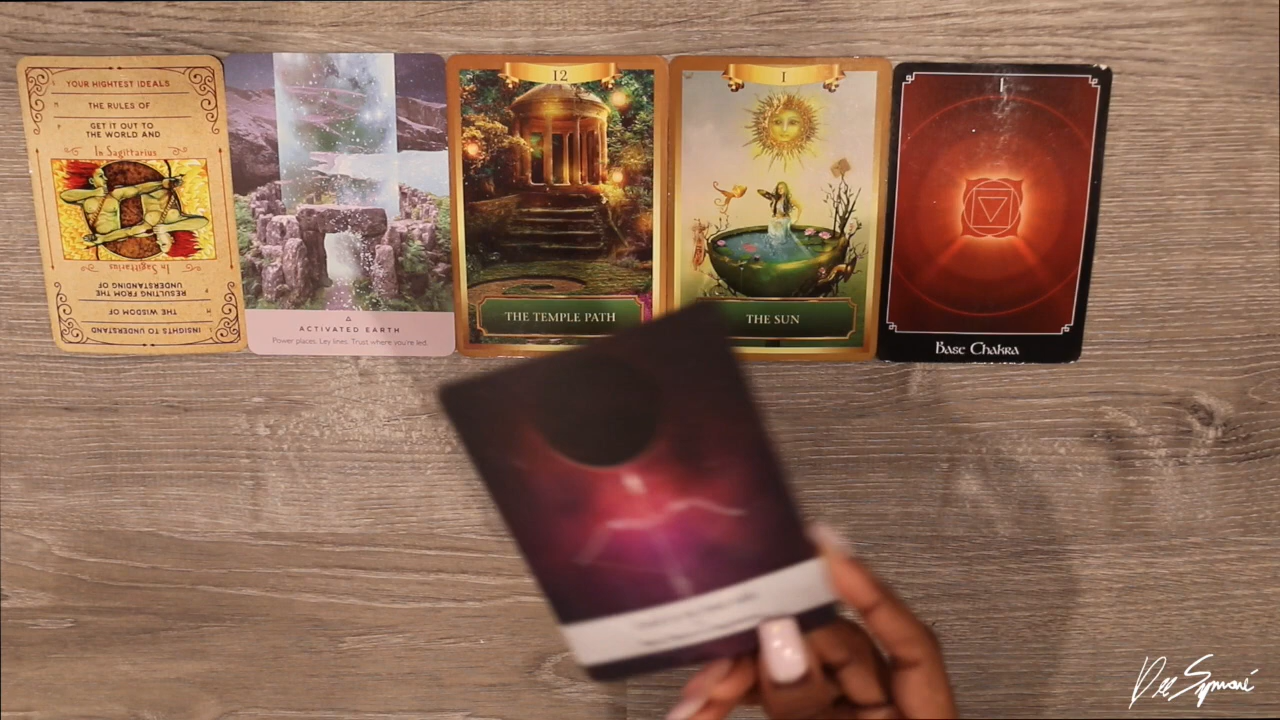 YOUR HIGHTEST IDEALS
THE RULES OF
GET IT OUT TO
THE WORLD AND
In Sagittarius
In Sagittarius
RESULTING FROM THE
UNDERSTANDING OF
THE WISDOM OF
INSIGHTS TO UNDERSTAND
ACTIVATED EARTH
Power places. Ley lines. Trust where you're led.
12
THE TEMPLE PATH
I
THE SUN
I
Base Chakra
Dee Symoné